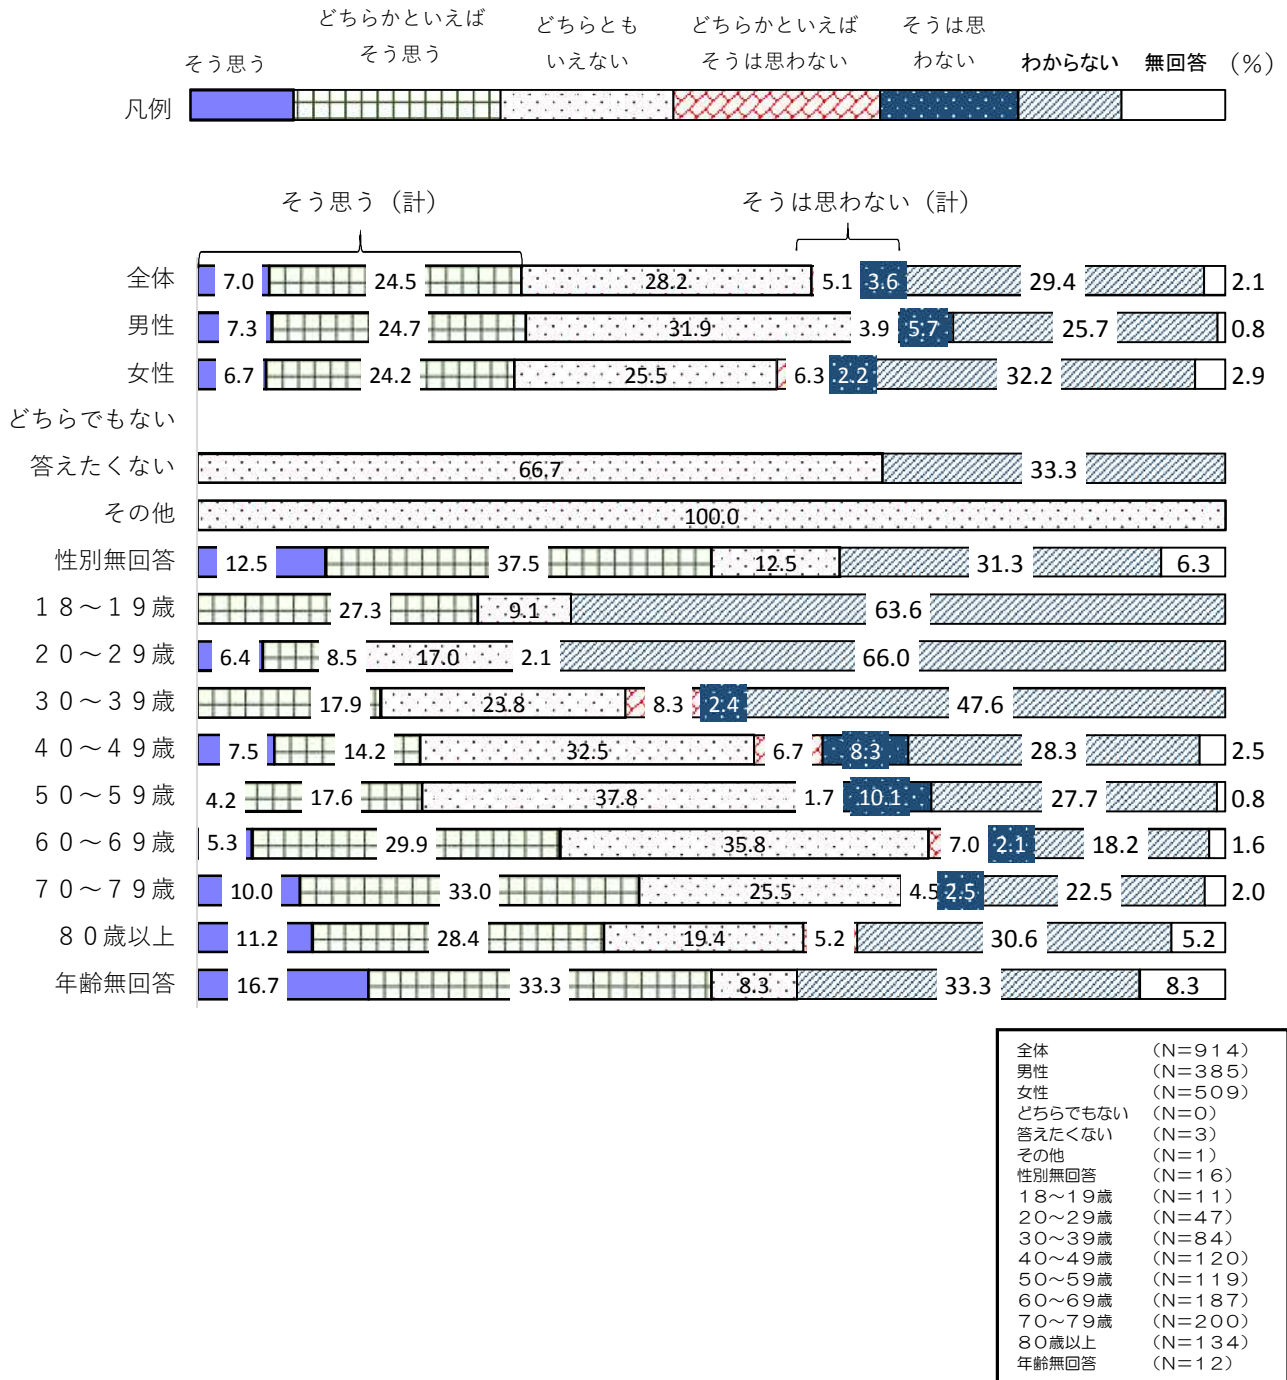 そう思う
どちらかといえば
そう思う
どちらとも
いえない
どちらかといえば
そうは思わない
そうは思
わない
わからない
無回答
(%)
凡例
そう思う（計）
そうは思わない（計）
全体 7.0 24.5 28.2 5.1 3.6 29.4 2.1
男性 7.3 24.7 31.9 3.9 5.7 25.7 0.8
女性 6.7 24.2 25.5 6.3 2.2 32.2 2.9
どちらでもない
答えたくない 66.7 33.3
その他 100.0
性別無回答 12.5 37.5 12.5 31.3 6.3
１８～１９歳 27.3 9.1 63.6
２０～２９歳 6.4 8.5 17.0 2.1 66.0
３０～３９歳 17.9 23.8 8.3 2.4 47.6
４０～４９歳 7.5 14.2 32.5 6.7 8.3 28.3 2.5
５０～５９歳 4.2 17.6 37.8 1.7 10.1 27.7 0.8
６０～６９歳 5.3 29.9 35.8 7.0 2.1 18.2 1.6
７０～７９歳 10.0 33.0 25.5 4.5 2.5 22.5 2.0
８０歳以上 11.2 28.4 19.4 5.2 30.6 5.2
年齢無回答 16.7 33.3 8.3 33.3 8.3
全体 （Ｎ＝９１４）
男性 （Ｎ＝３８５）
女性 （Ｎ＝５０９）
どちらでもない （Ｎ＝０）
答えたくない （Ｎ＝３）
その他 （Ｎ＝１）
性別無回答 （Ｎ＝１６）
１８～１９歳 （Ｎ＝１１）
２０～２９歳 （Ｎ＝４７）
３０～３９歳 （Ｎ＝８４）
４０～４９歳 （Ｎ＝１２０）
５０～５９歳 （Ｎ＝１１９）
６０～６９歳 （Ｎ＝１８７）
７０～７９歳 （Ｎ＝２００）
８０歳以上 （Ｎ＝１３４）
年齢無回答 （Ｎ＝１２）